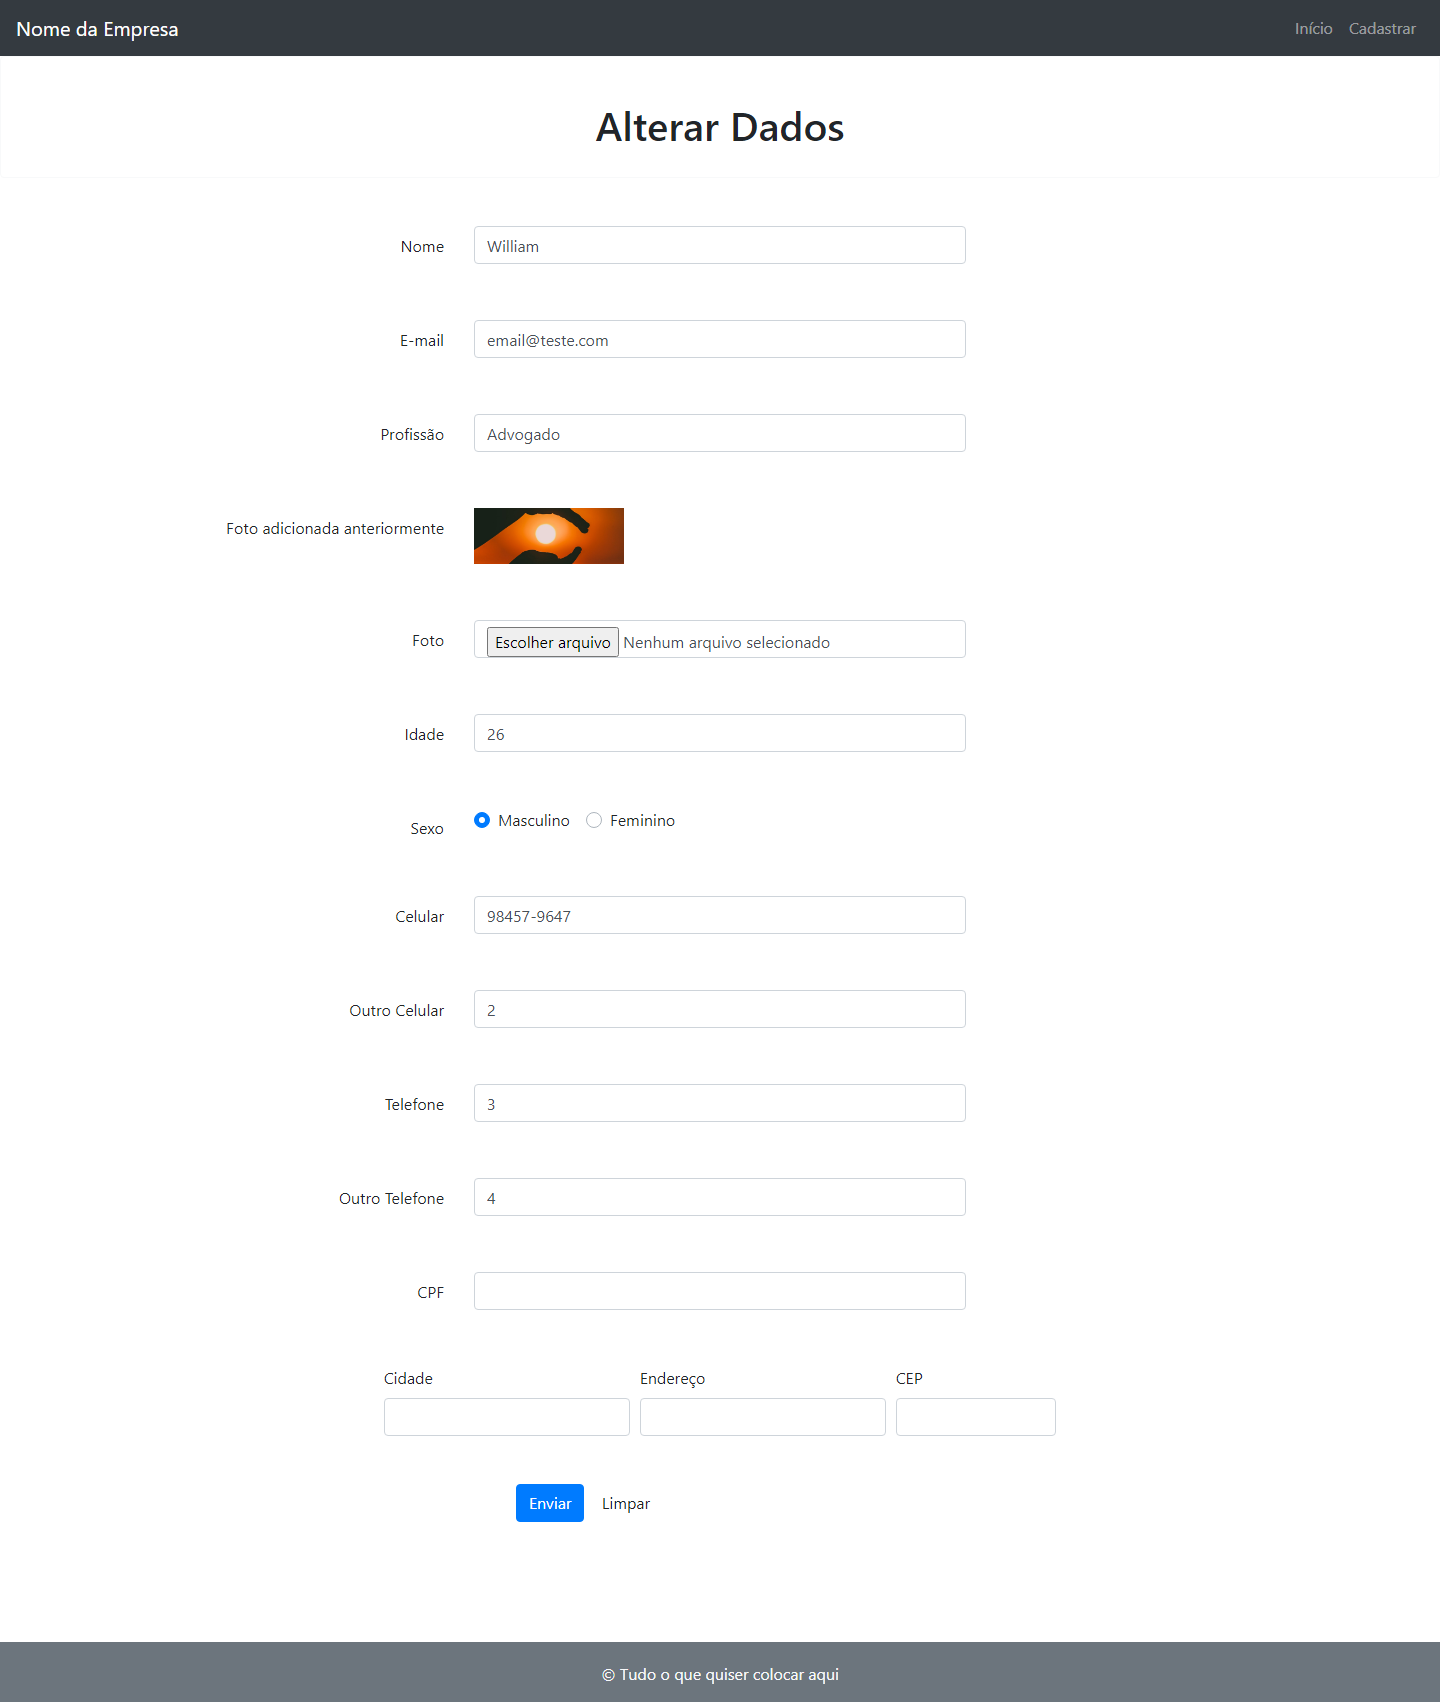 Nome da Empresa Início Cadastrar
Alterar Dados
Nome William
E-mail email@teste.com
Profissão Advogado
Foto adicionada anteriormente
Foto Escolher arquivo Nenhum arquivo selecionado
Idade 26
Sexo Masculino Feminino
Celular 98457-9647
Outro Celular 2
Telefone 3
Outro Telefone 4
CPF
Cidade Endereço CEP
Enviar Limpar
© Tudo o que quiser colocar aqui